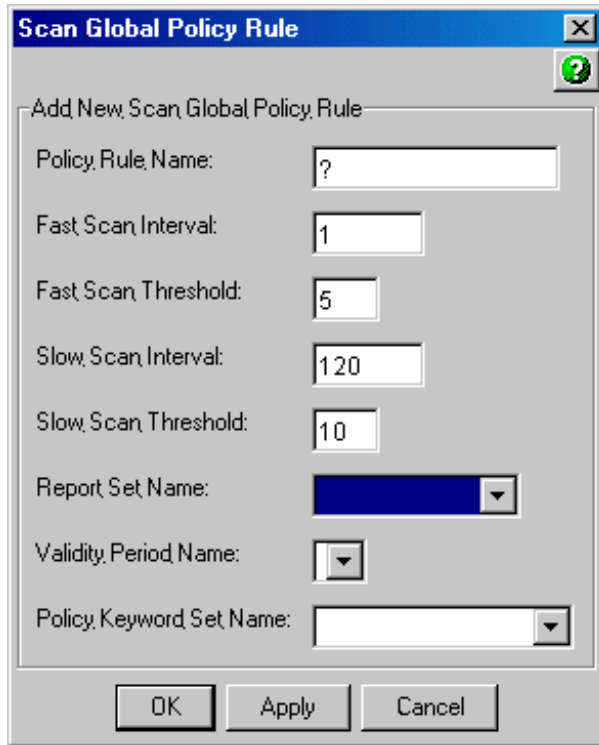 Scan Global Policy Rule
Add New Scan Global Policy Rule
Policy Rule Name: ?
Fast Scan Interval: 1
Fast Scan Threshold: 5
Slow Scan Interval: 120
Slow Scan Threshold: 10
Report Set Name:
Validity Period Name:
Policy Keyword Set Name:
OK Apply Cancel